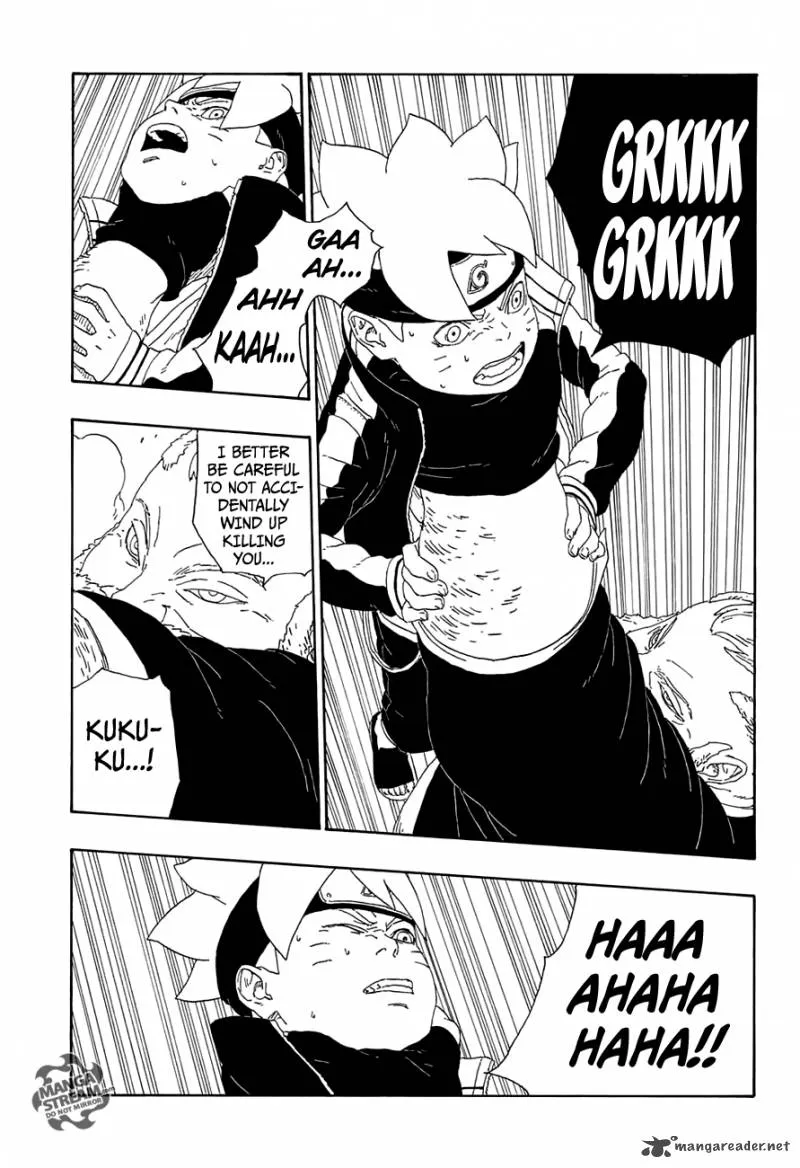 GRKKK
GRKKK
GAA
AH...
AHH
KAAH...
I BETTER
BE CAREFUL
TO NOT ACCI-
DENTALLY
WIND UP
KILLING
YOU...
KUKU-
KU...!
HAAA
AHAHA
HAHA!!
MANGA
STREAM.com
DO NOT MIRROR
mangareader.net